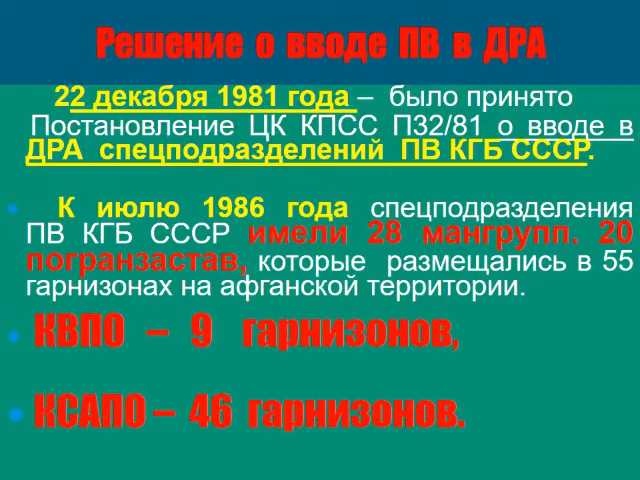 Решение о вводе ПВ в ДРА
22 декабря 1981 года – было принято
Постановление ЦК КПСС П32/81 о вводе в
ДРА спецподразделений ПВ КГБ СССР.
К июлю 1986 года спецподразделения
ПВ КГБ СССР имели 28 мангрупп. 20
погранзастав, которые размещались в 55
гарнизонах на афганской территории.
КВПО – 9 гарнизонов,
КСАПО – 46 гарнизонов.